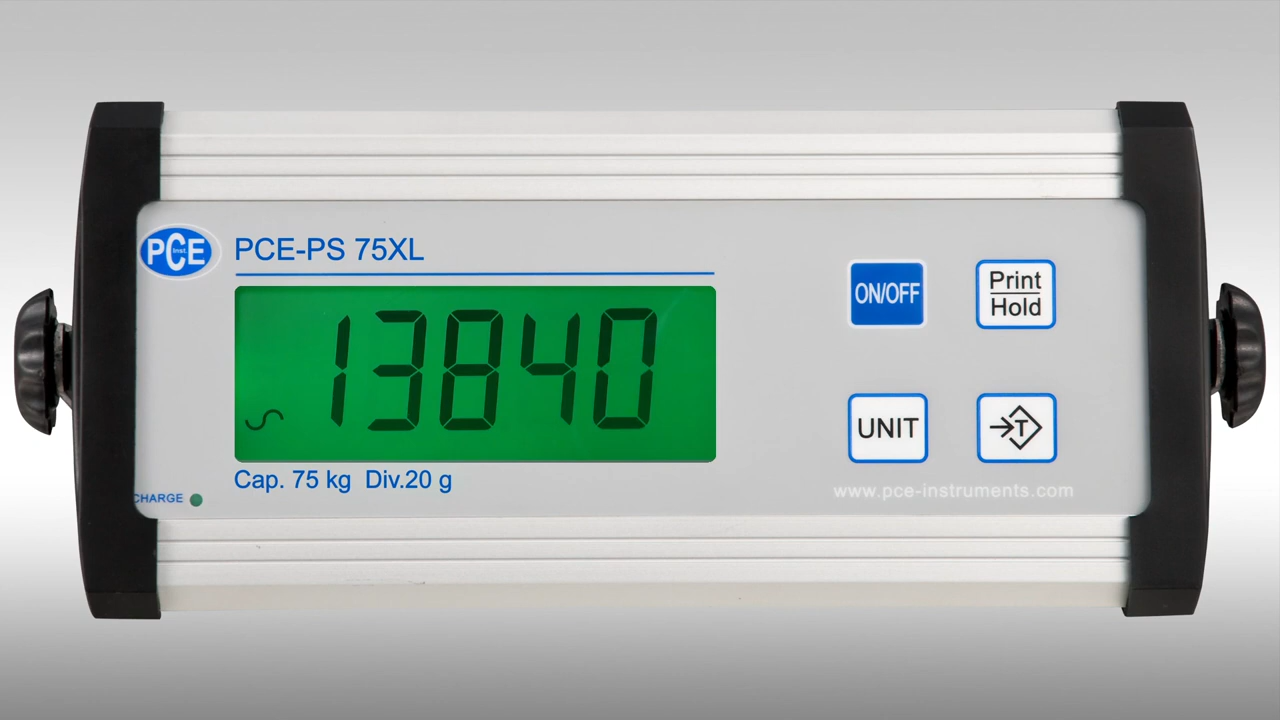 PCE
Inst.
PCE-PS 75XL
13840
Cap. 75 kg Div.20 g
CHARGE
ON/OFF
Print
Hold
UNIT
T
www.pce-instruments.com